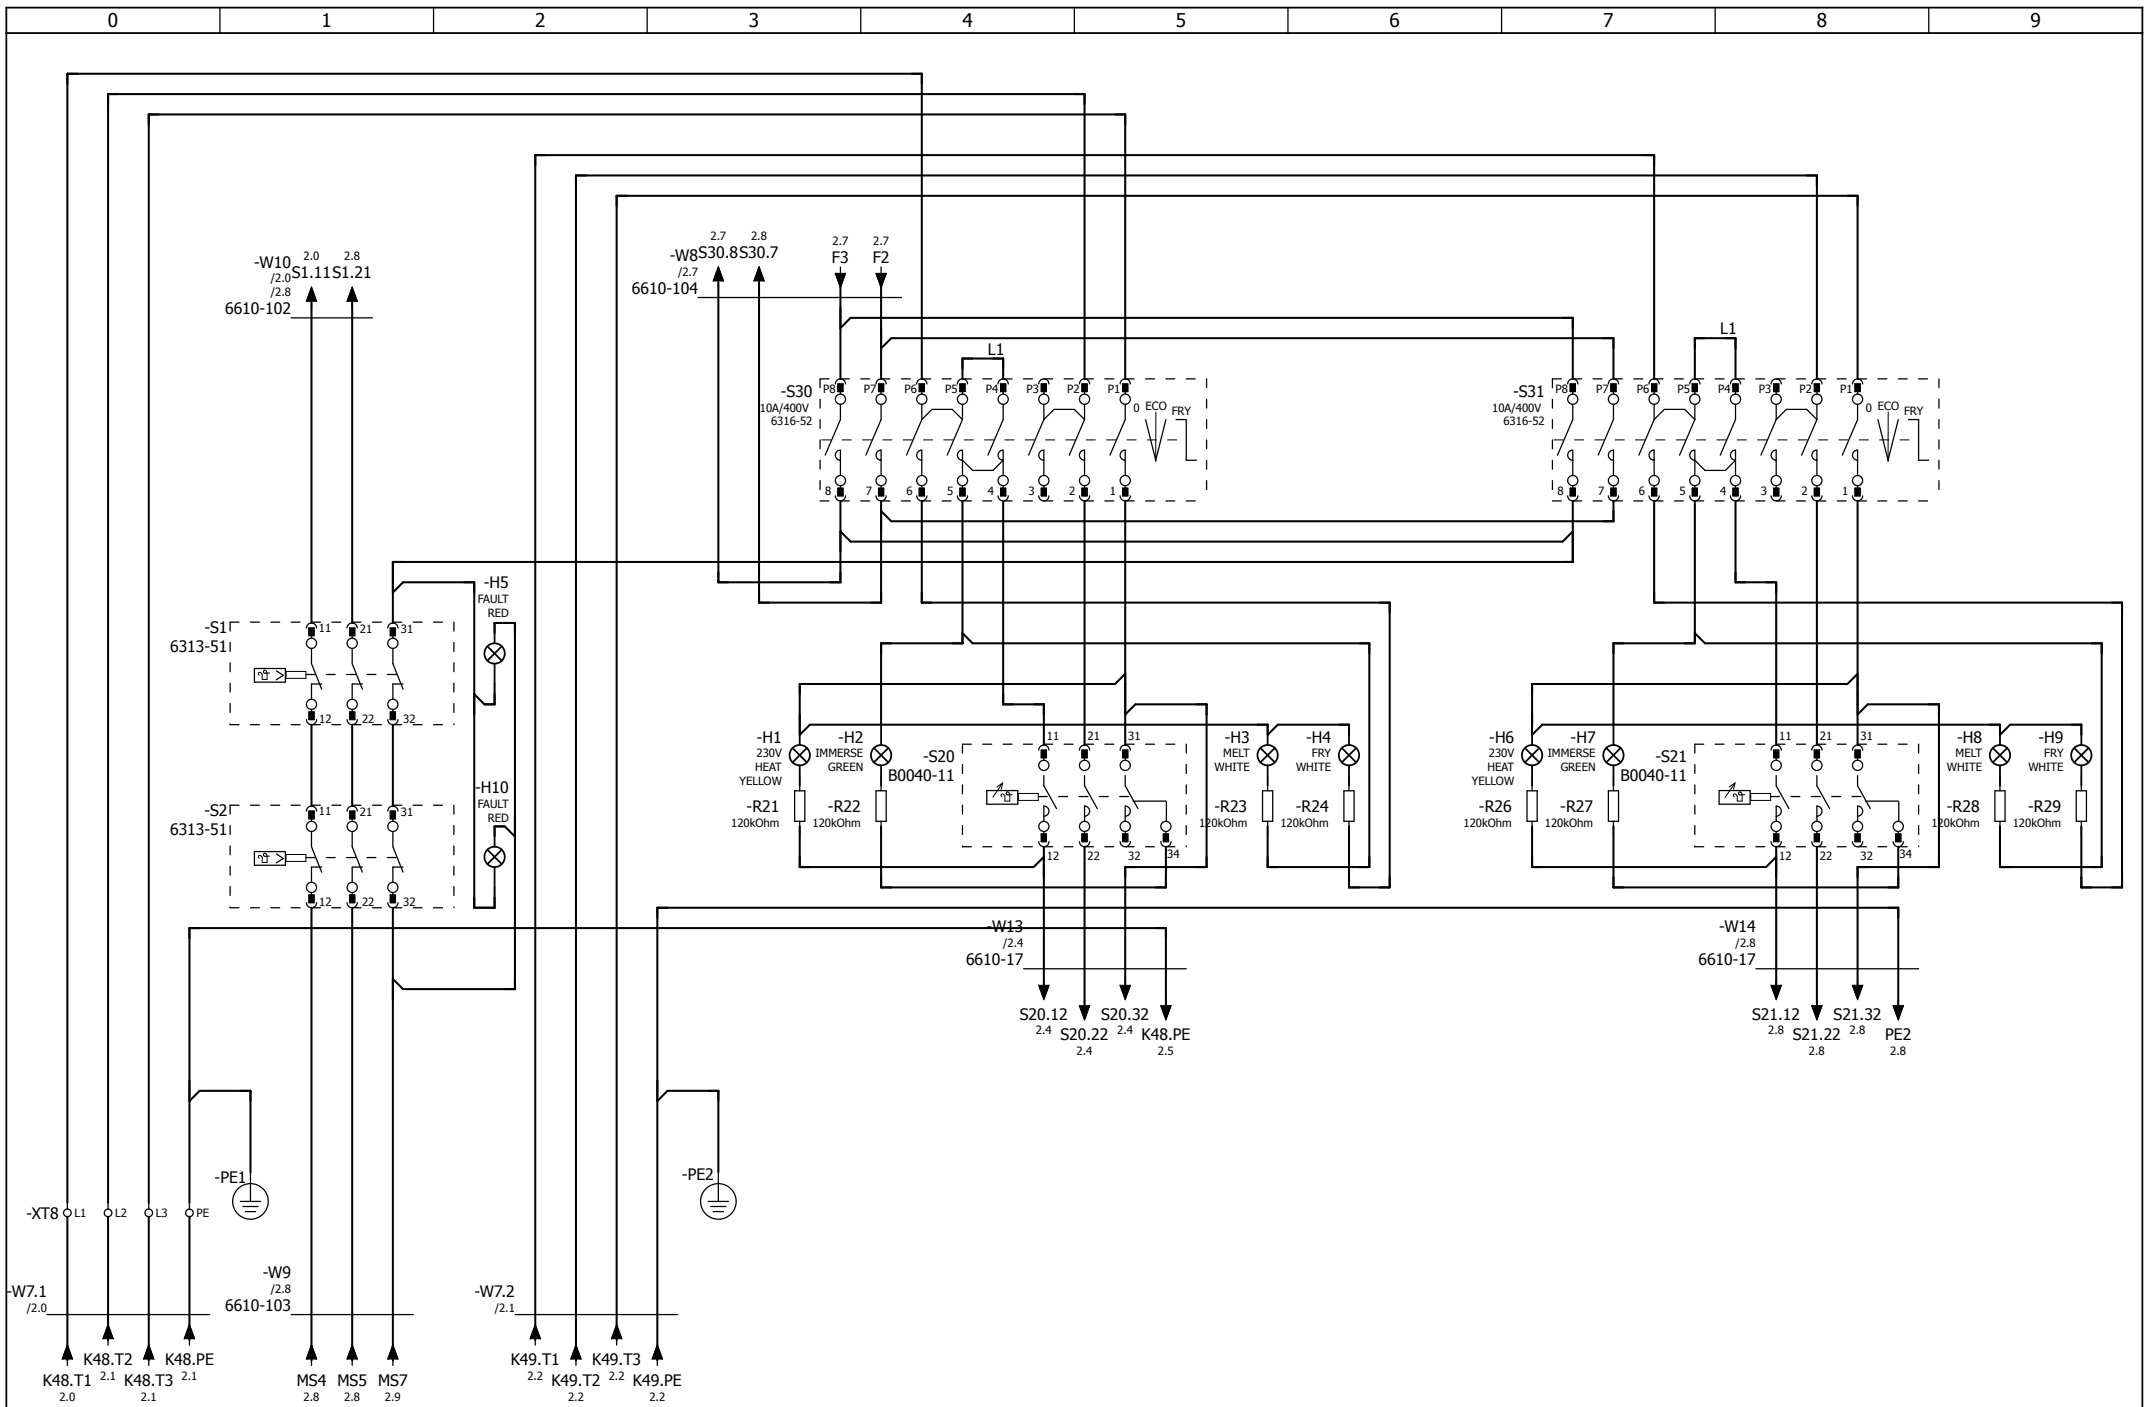 0 1 2 3 4 5 6 7 8 9
-W10
/2.0
/2.8
6610-102
2.0 2.8
S1.11 S1.21
-W8
/2.7
6610-104
2.7 2.8
S30.8 S30.7
2.7 2.7
F3 F2
L1
L1
-S30
10A/400V
6316-52
P8 P7 P6 P5 P4 P3 P2 P1
0 ECO FRY
8 7 6 5 4 3 2 1
-S31
10A/400V
6316-52
P8 P7 P6 P5 P4 P3 P2 P1
0 ECO FRY
8 7 6 5 4 3 2 1
-H5
FAULT
RED
-S1
6313-51
11 21 31
12 22 32
-H10
FAULT
RED
-S2
6313-51
11 21 31
12 22 32
-H1
230V
HEAT
YELLOW
-R21
120kOhm
-H2
IMMERSE
GREEN
-R22
120kOhm
-S20
B0040-11
11 21 31
12 22 32 34
-H3
MELT
WHITE
-R23
120kOhm
-H4
FRY
WHITE
-R24
120kOhm
-H6
230V
HEAT
YELLOW
-R26
120kOhm
-H7
IMMERSE
GREEN
-R27
120kOhm
-S21
B0040-11
11 21 31
12 22 32 34
-H8
MELT
WHITE
-R28
120kOhm
-H9
FRY
WHITE
-R29
120kOhm
-W13
/2.4
6610-17
S20.12
2.4
S20.22
2.4
S20.32
2.4
K48.PE
2.5
-W14
/2.8
6610-17
S21.12
2.8
S21.22
2.8
S21.32
2.8
PE2
2.8
-PE1
-PE2
-XT8 L1 L2 L3 PE
-W7.1
/2.0
-W9
/2.8
6610-103
-W7.2
/2.1
K48.T1
2.0
K48.T2
2.1
K48.T3
2.1
K48.PE
2.1
MS4
2.8
MS5
2.8
MS7
2.9
K49.T1
2.2
K49.T2
2.2
K49.T3
2.2
K49.PE
2.2